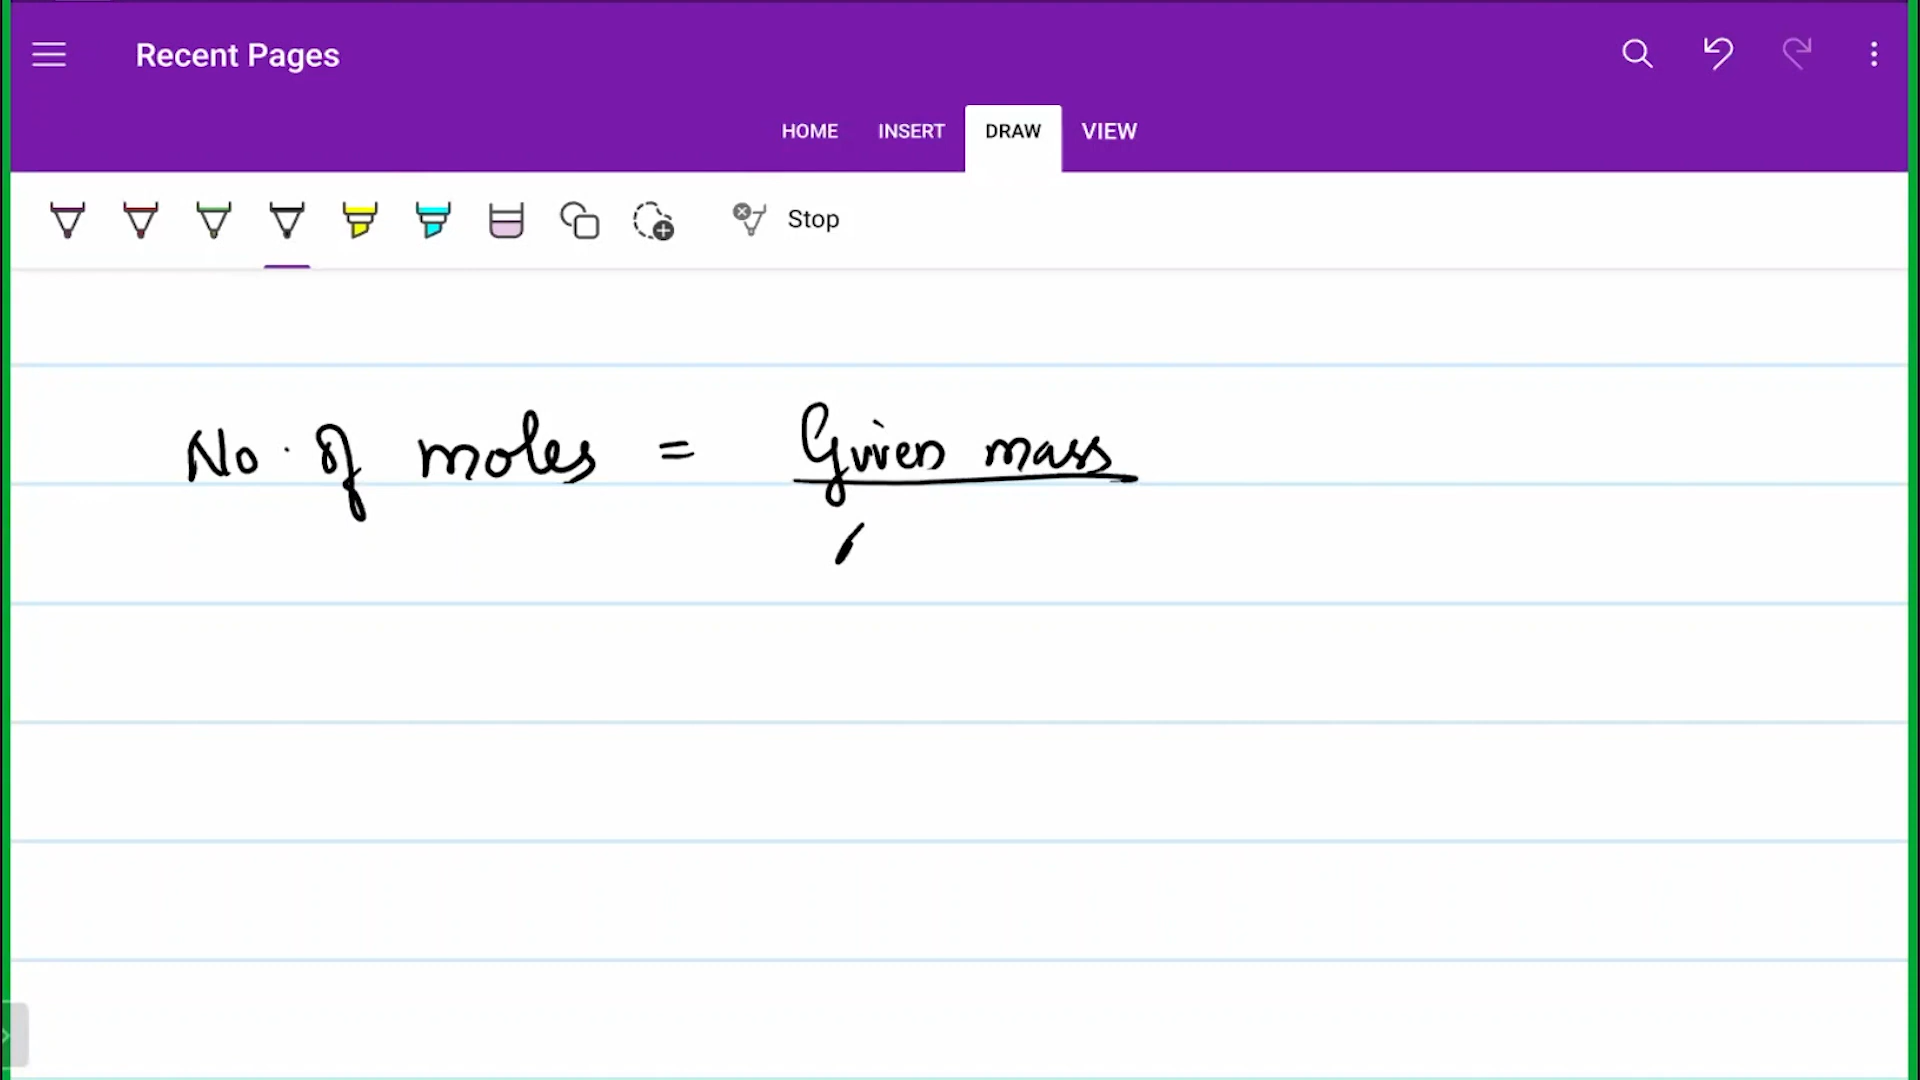 Recent Pages
HOME INSERT DRAW VIEW
Stop
No. of moles = Given mass